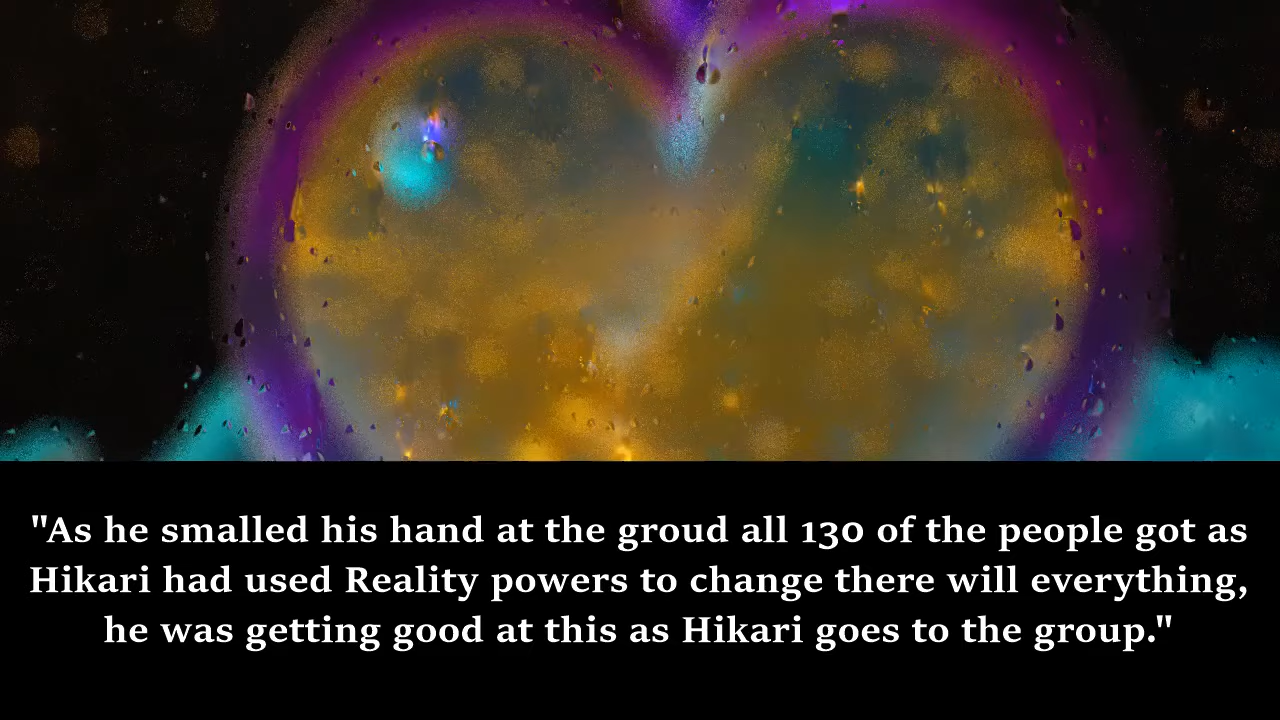 "As he smalled his hand at the groud all 130 of the people got as
Hikari had used Reality powers to change there will everything,
he was getting good at this as Hikari goes to the group."